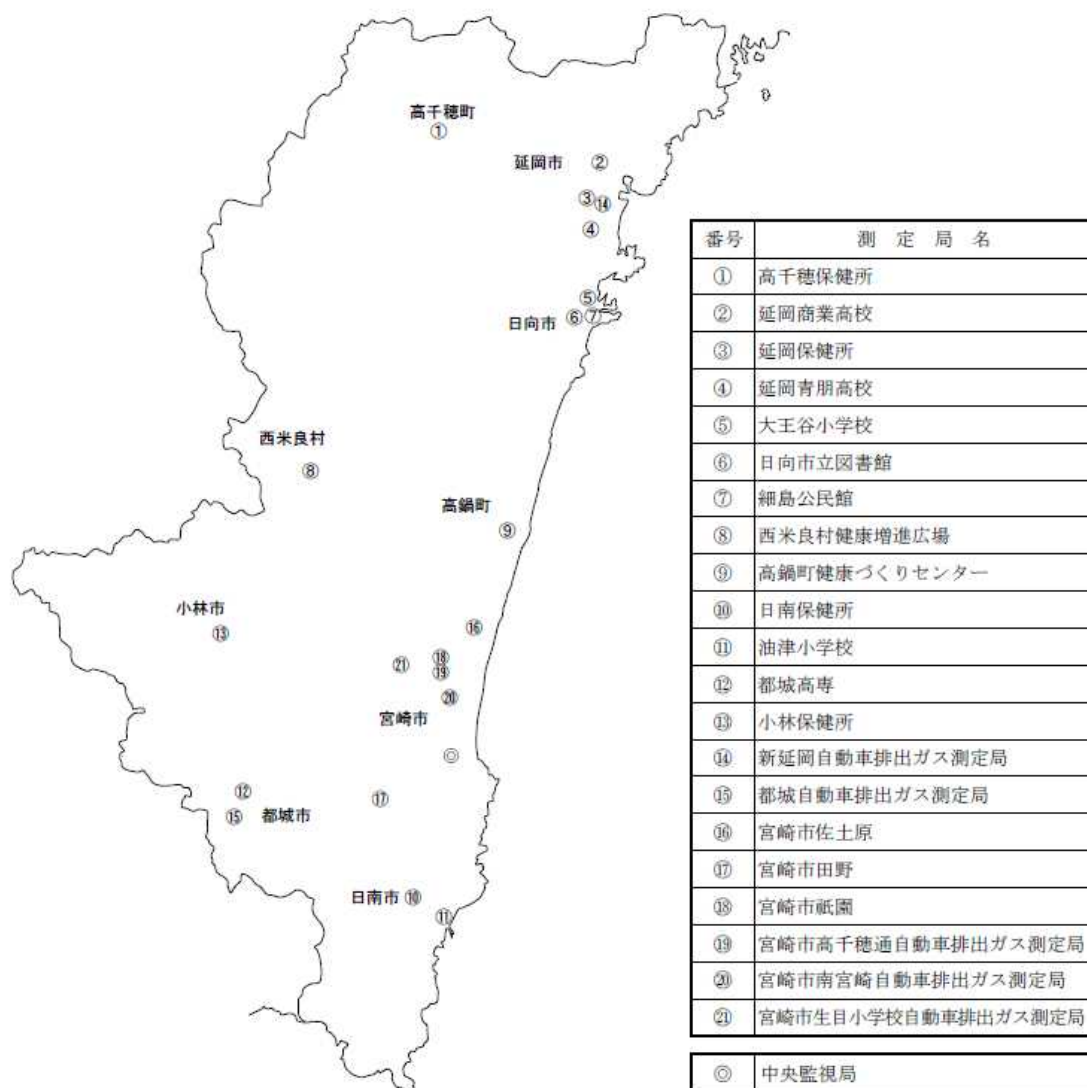 高千穂町
①
延岡市 ②
③ ⑭
④
⑤
日向市 ⑥ ⑦
西米良村
⑧
高鍋町
⑨
小林市
⑬
⑯
㉑ ⑱
⑲
⑳
宮崎市
◎
⑫
⑮ 都城市
⑰
日南市 ⑩
⑪
番号 測定局名
① 高千穂保健所
② 延岡商業高校
③ 延岡保健所
④ 延岡青朋高校
⑤ 大王谷小学校
⑥ 日向市立図書館
⑦ 細島公民館
⑧ 西米良村健康増進広場
⑨ 高鍋町健康づくりセンター
⑩ 日南保健所
⑪ 油津小学校
⑫ 都城高専
⑬ 小林保健所
⑭ 新延岡自動車排出ガス測定局
⑮ 都城自動車排出ガス測定局
⑯ 宮崎市佐土原
⑰ 宮崎市田野
⑱ 宮崎市祇園
⑲ 宮崎市高千穂通自動車排出ガス測定局
⑳ 宮崎市南宮崎自動車排出ガス測定局
㉑ 宮崎市生目小学校自動車排出ガス測定局
◎ 中央監視局